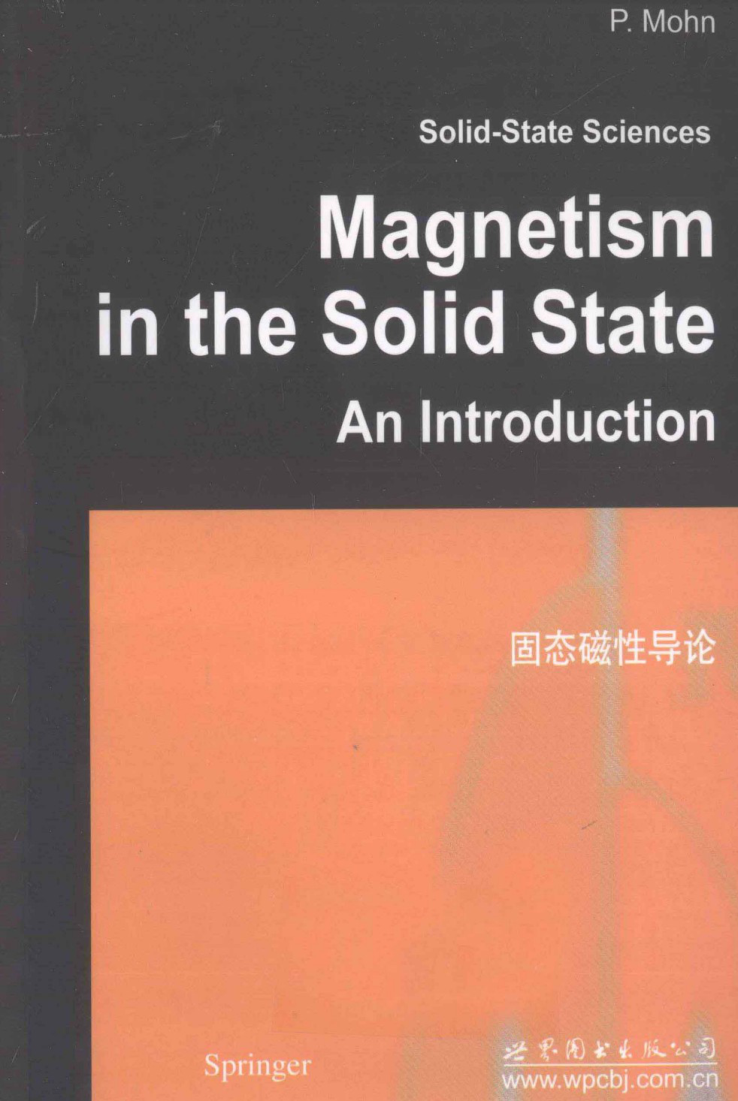 P. Mohn
Solid-State Sciences
Magnetism
in the Solid State
An Introduction
固态磁性导论
Springer
世界图书出版公司
www.wpcbj.com.cn